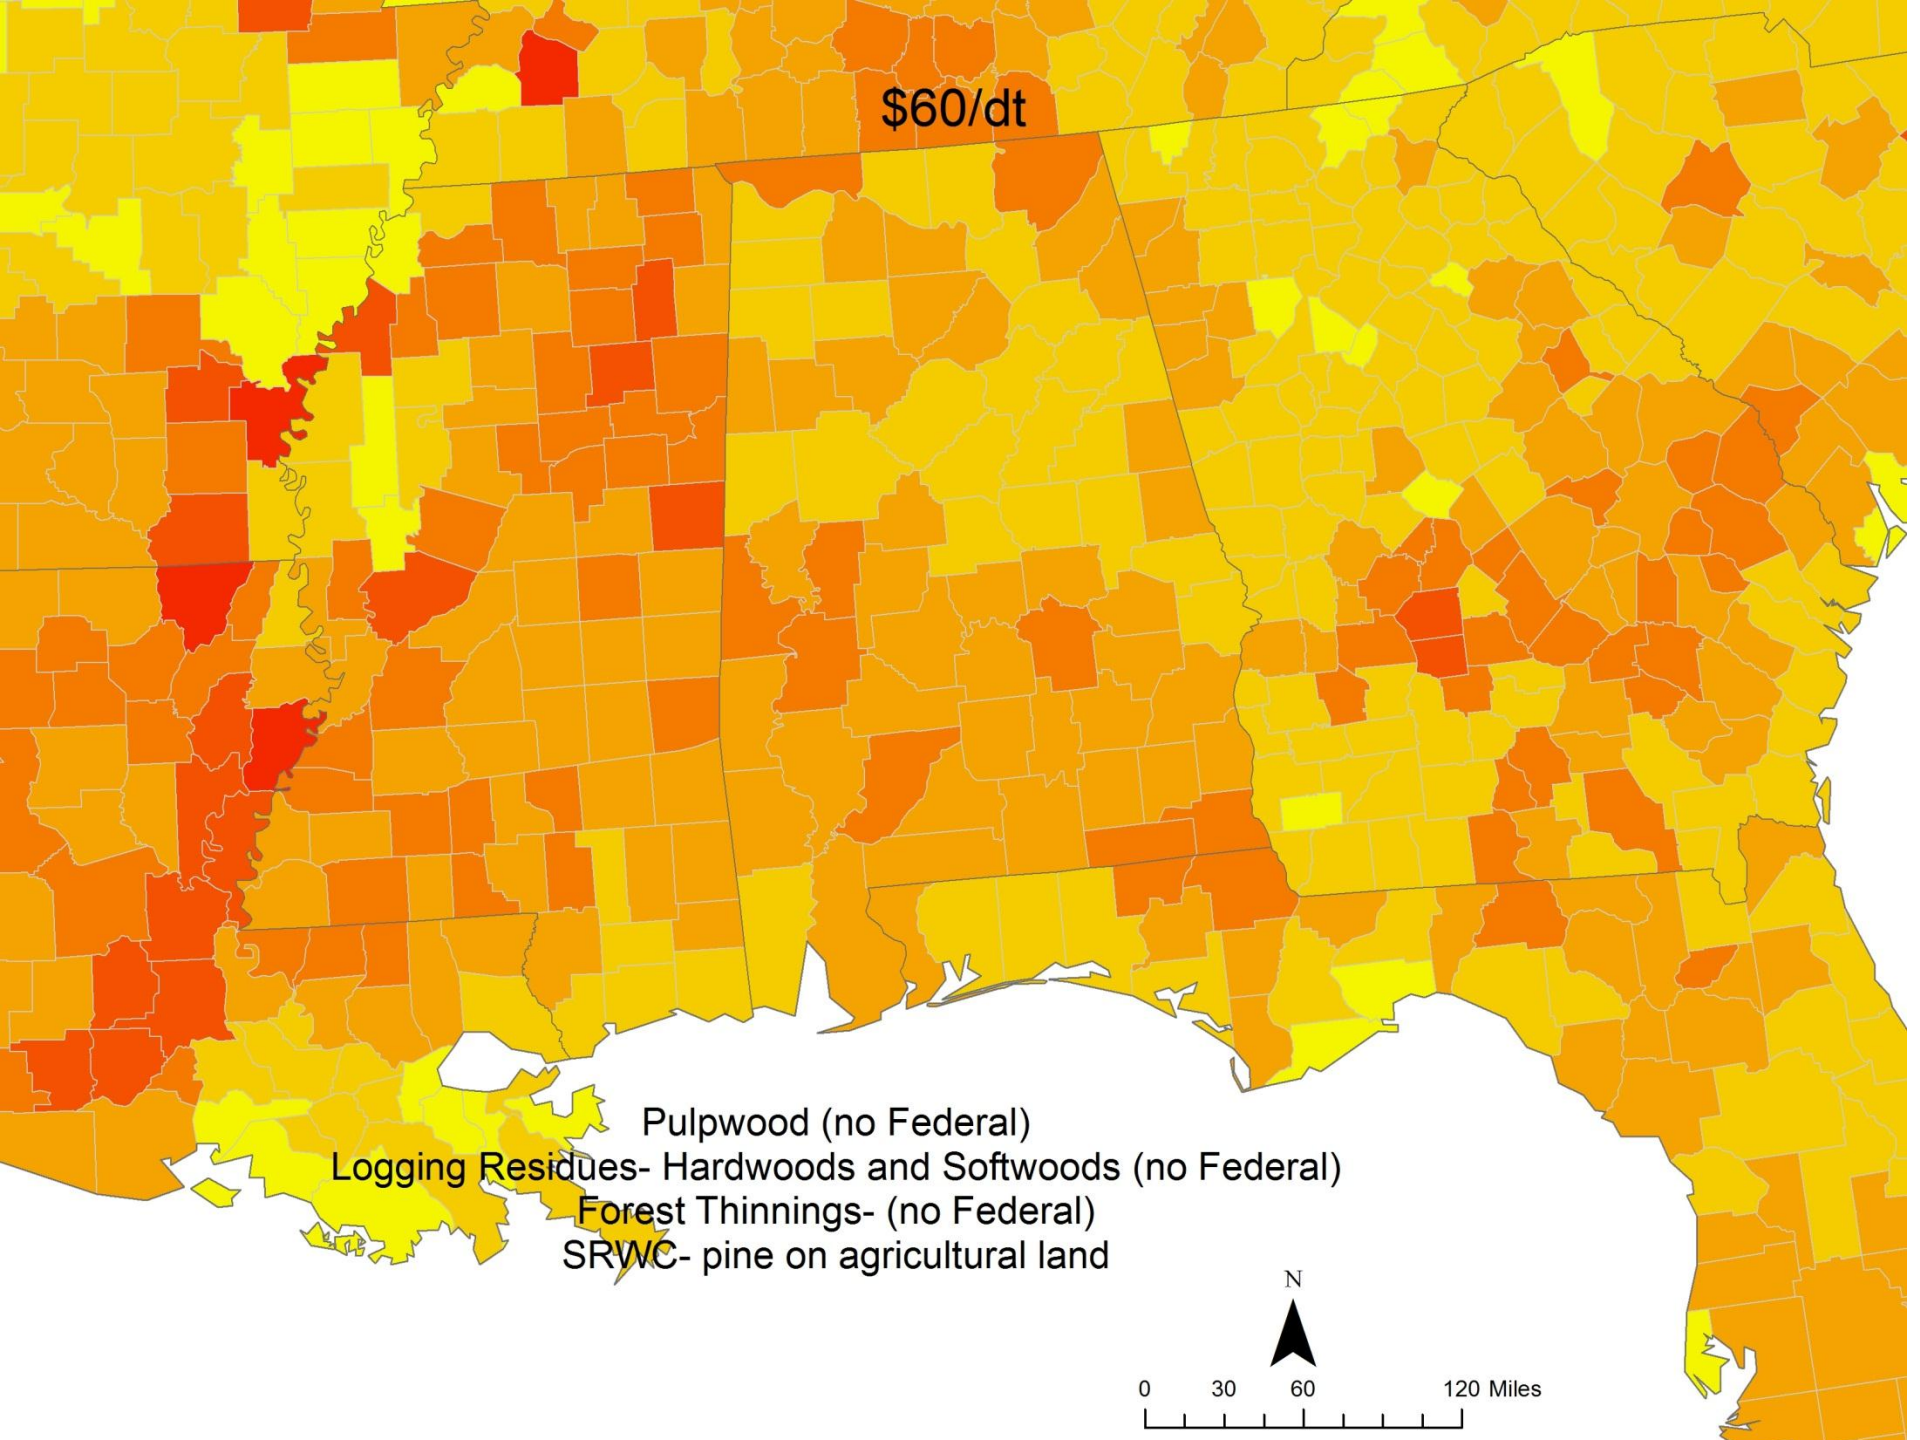 $60/dt
Pulpwood (no Federal)
Logging Residues- Hardwoods and Softwoods (no Federal)
Forest Thinnings- (no Federal)
SRWC- pine on agricultural land
N
0 30 60 120 Miles